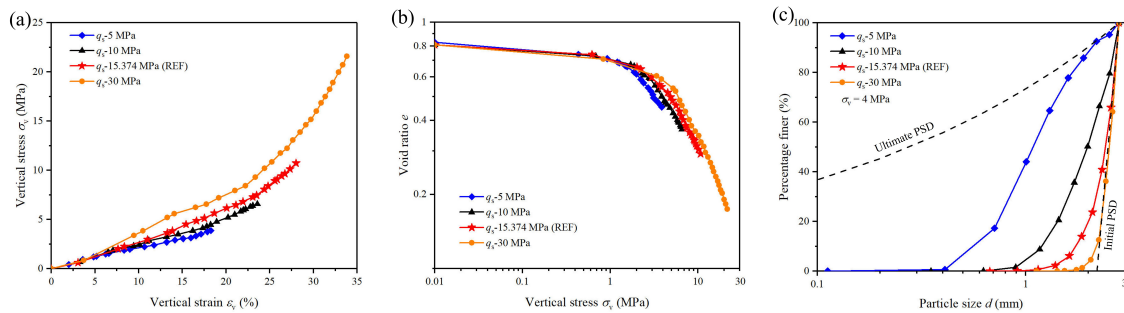 (a)
25
20
15
10
5
0
Vertical stress σv (MPa)
qs-5 MPa
qs-10 MPa
qs-15.374 MPa (REF)
qs-30 MPa
0 5 10 15 20 25 30 35
Vertical strain εv (%)
(b)
1
0.8
0.6
0.4
0.2
Void ratio e
qs-5 MPa
qs-10 MPa
qs-15.374 MPa (REF)
qs-30 MPa
0.01 0.1 1 10 30
Vertical stress σv (MPa)
(c)
100
80
60
40
20
0
Percentage finer (%)
qs-5 MPa
qs-10 MPa
qs-15.374 MPa (REF)
qs-30 MPa
σv = 4 MPa
Ultimate PSD
Initial PSD
0.1 1 3
Particle size d (mm)